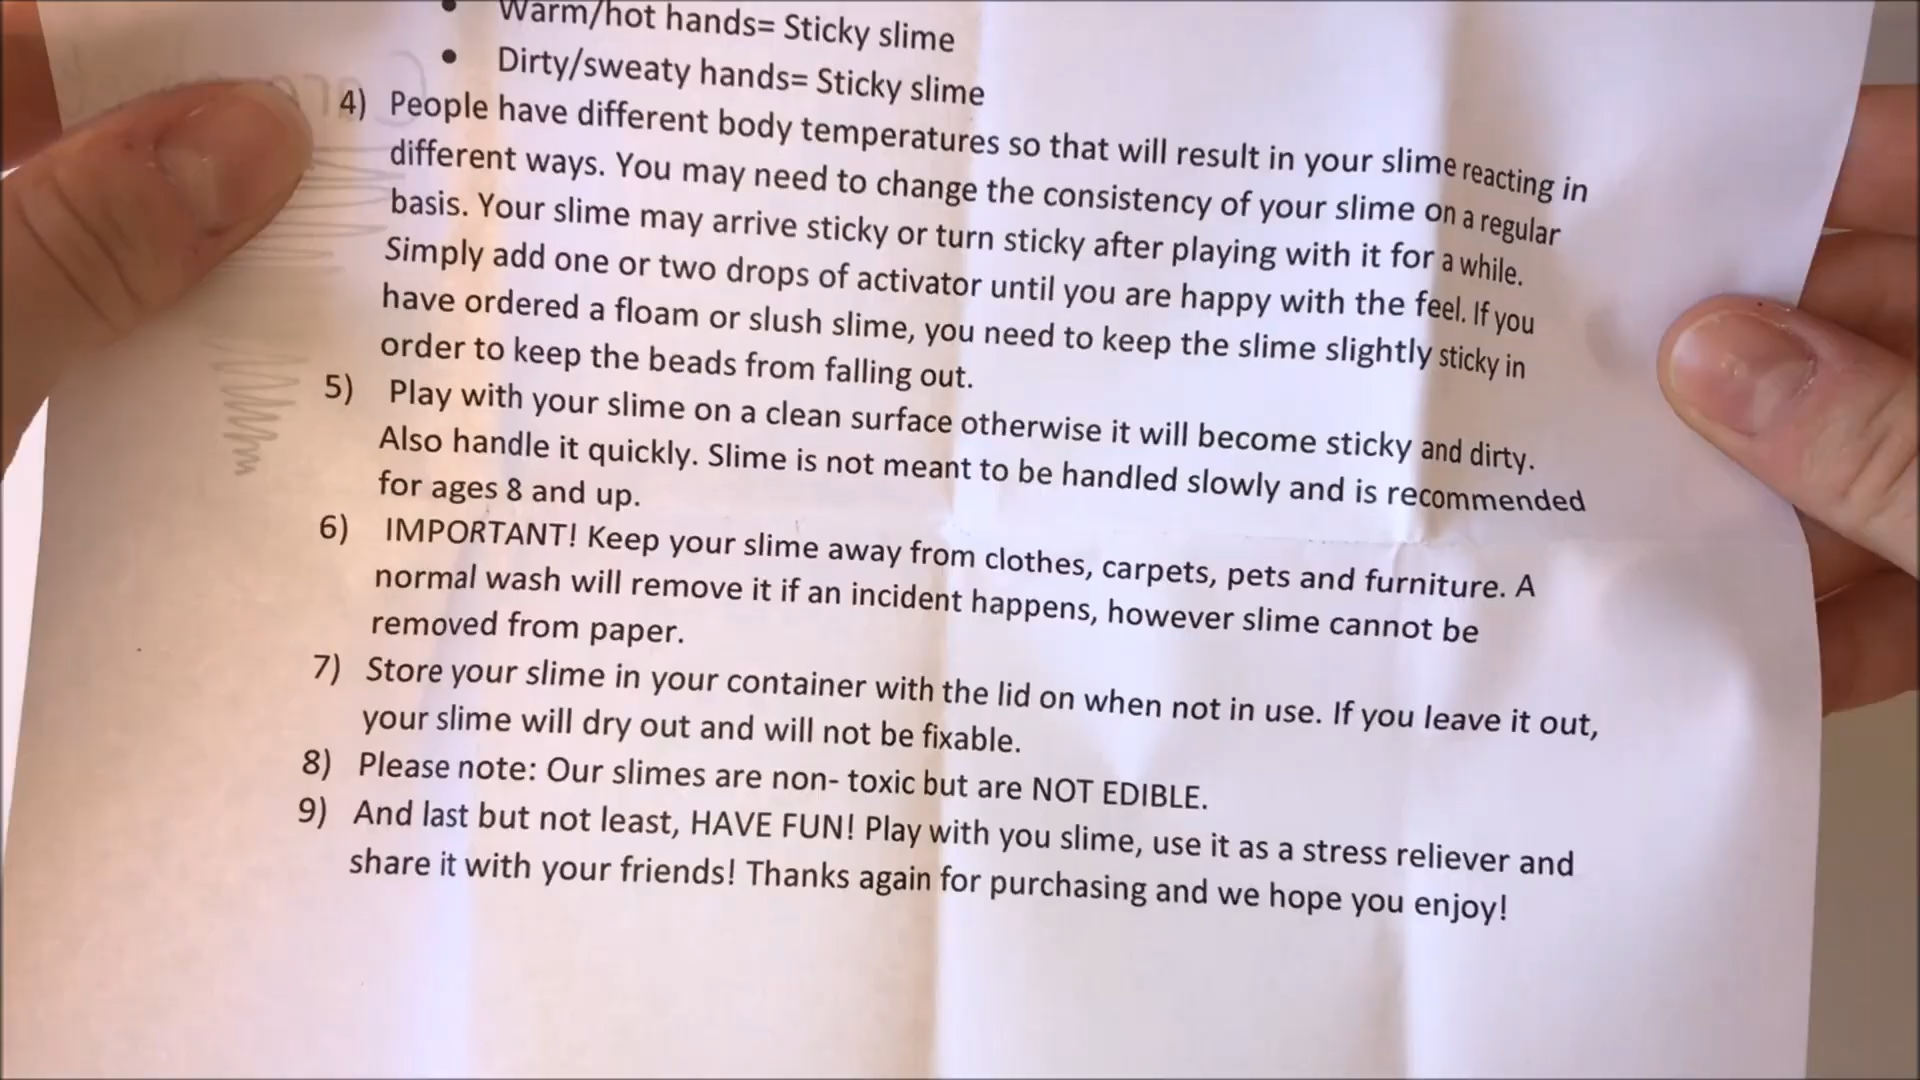 • Warm/hot hands= Sticky slime
• Dirty/sweaty hands= Sticky slime
4) People have different body temperatures so that will result in your slime reacting in
different ways. You may need to change the consistency of your slime on a regular
basis. Your slime may arrive sticky or turn sticky after playing with it for a while.
Simply add one or two drops of activator until you are happy with the feel. If you
have ordered a floam or slush slime, you need to keep the slime slightly sticky in
order to keep the beads from falling out.
5) Play with your slime on a clean surface otherwise it will become sticky and dirty.
Also handle it quickly. Slime is not meant to be handled slowly and is recommended
for ages 8 and up.
6) IMPORTANT! Keep your slime away from clothes, carpets, pets and furniture. A
normal wash will remove it if an incident happens, however slime cannot be
removed from paper.
7) Store your slime in your container with the lid on when not in use. If you leave it out,
your slime will dry out and will not be fixable.
8) Please note: Our slimes are non- toxic but are NOT EDIBLE.
9) And last but not least, HAVE FUN! Play with you slime, use it as a stress reliever and
share it with your friends! Thanks again for purchasing and we hope you enjoy!